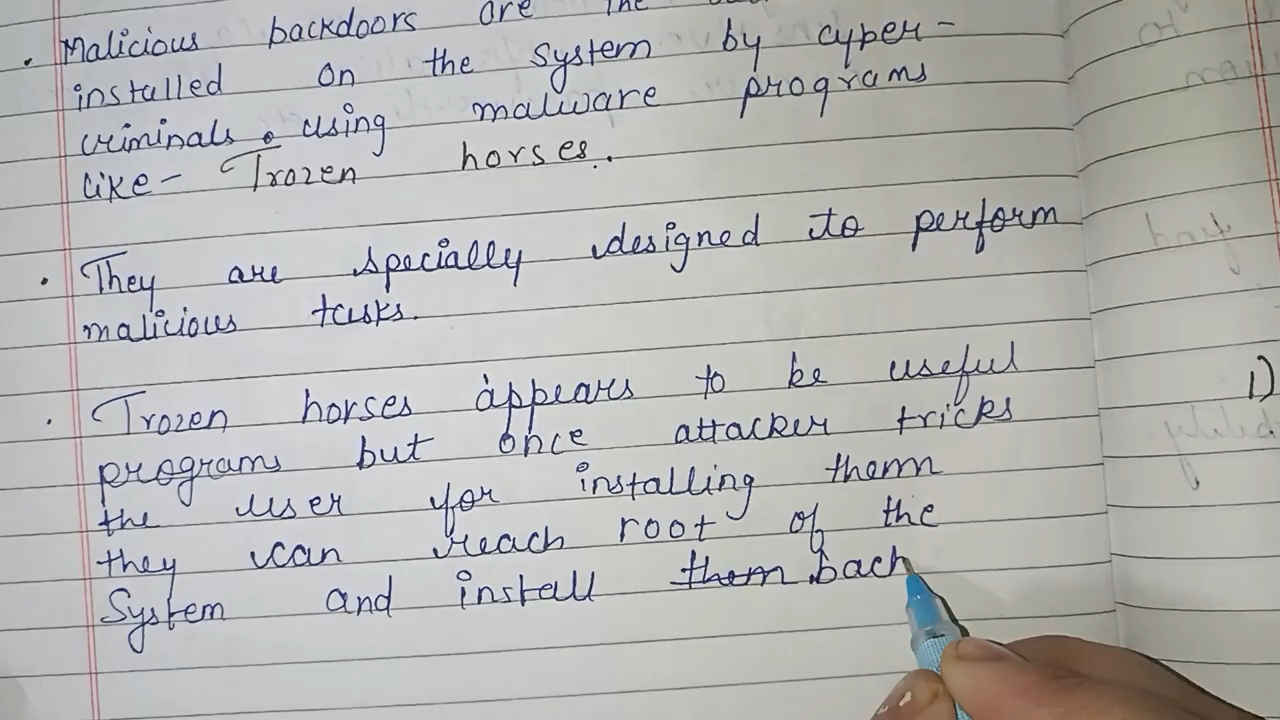 . Malicious backdoors are the
installed on the system by cyber-
criminals. using malware programs
like- Trozen horses.
. They are specially designed to perform
malicious tasks.
. Trozen horses appears to be useful
programs but once attacker tricks
the user for installing them
they can reach root of the
System and install them back
find
1)